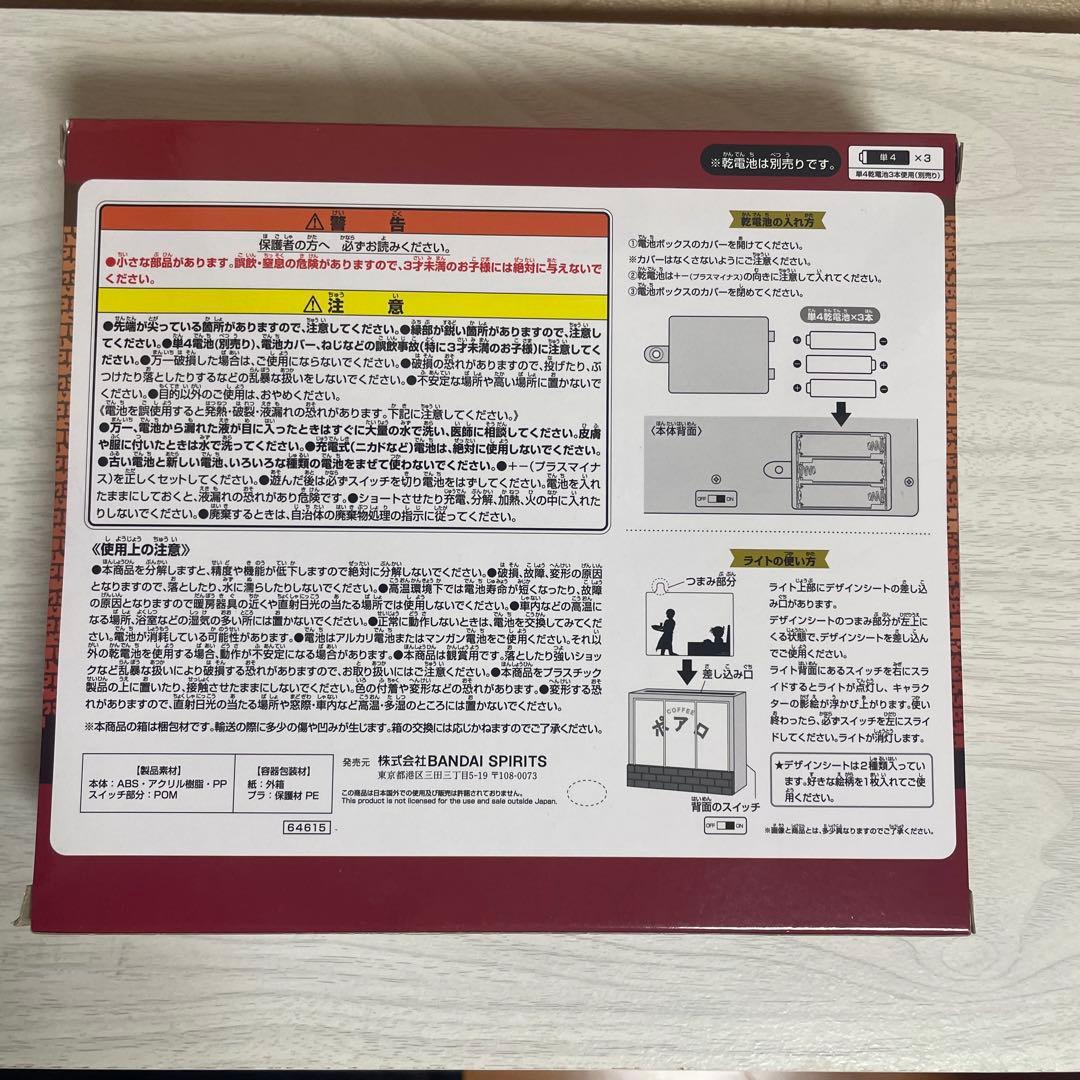 ※乾電池は別売りです。
単4 ×3
単4乾電池3本使用(別売り)
⚠警告
保護者の方へ 必ずお読みください。
●小さな部品があります。誤飲・窒息の危険がありますので、3才未満のお子様には絶対に与えないで
ください。
⚠注意
●先端が尖っている箇所がありますので、注意してください。●縁部が鋭い箇所がありますので、注意し
てください。●単4電池(別売り)、電池カバー、ねじなどの誤飲事故(特に3才未満のお子様)に注意してく
ださい。●万一破損した場合は、ご使用にならないでください。●破損の恐れがありますので、投げたり、ぶ
つけたり落としたりするなどの乱暴な扱いをしないでください。●不安定な場所や高い場所に置かないで
ください。●目的以外のご使用は、おやめください。
《電池を誤使用すると発熱・破裂・液漏れの恐れがあります。下記に注意してください。》
●万一、電池から漏れた液が目に入ったときはすぐに大量の水で洗い、医師に相談してください。皮膚
や服に付いたときは水で洗ってください。●充電式(ニカドなど)電池は、絶対に使用しないでください。
●古い電池と新しい電池、いろいろな種類の電池をまぜて使わないでください。●+−(プラスマイナ
ス)を正しくセットしてください。●遊んだ後は必ずスイッチを切り電池をはずしてください。電池を入れ
たままにしておくと、液漏れの恐れがあり危険です。●ショートさせたり充電、分解、加熱、火の中に入れた
りしないでください。●廃棄するときは、自治体の廃棄物処理の指示に従ってください。
《使用上の注意》
●本商品を分解しますと、精度や機能が低下しますので絶対に分解しないでください。●破損、故障、変形の原因
となりますので、落としたり、水に濡らしたりしないでください。●高温環境下では電池寿命が短くなったり、故障
の原因となりますので暖房器具の近くや直射日光の当たる場所では使用しないでください。●車内などの高温に
なる場所、浴室などの湿気の多い所には置かないでください。●正常に動作しないときは、電池を交換してみてくだ
さい。電池が消耗している可能性があります。●電池はアルカリ電池またはマンガン電池をご使用ください。それ以
外の乾電池を使用する場合、動作が不安定になる場合があります。●本商品は観賞用です。落としたり強いショッ
クなど乱暴な扱いにより破損する恐れがありますので、お取り扱いにはご注意ください。●本商品をプラスチック
製品の上に置いたり、接触させたままにしないでください。色の付着や変形などの恐れがあります。●変形する恐
れがありますので、直射日光の当たる場所や窓際・車内など高温・多湿のところには置かないでください。
※本商品の箱は梱包材です。輸送の際に多少の傷や凹みが生じます。箱の交換には応じかねますのでご了承ください。
【製品素材】
本体:ABS・アクリル樹脂・PP
スイッチ部分:POM
【容器包装材】
紙:外箱
プラ:保護材 PE
64615
発売元 株式会社BANDAI SPIRITS
東京都港区三田三丁目5-19 〒108-0073
この商品は日本国外での使用及び販売は許諾されておりません。
This product is not licensed for the use and sale outside Japan.
乾電池の入れ方
①電池ボックスのカバーを開けてください。
※カバーはなくさないようにご注意ください。
②乾電池は+−(プラスマイナス)の向きに注意して入れてください。
③電池ボックスのカバーを閉めてください。
単4乾電池×3本
<本体背面>
OFF ON
ライトの使い方
つまみ部分
差し込み口
COFFEE
ポアロ
背面のスイッチ
OFF ON
ライト上部にデザインシートの差し込
み口があります。
デザインシートのつまみ部分が左上に
くる状態で、デザインシートを差し込ん
でご使用ください。
ライト背面にあるスイッチを右にスラ
イドするとライトが点灯し、キャラク
ターの影絵が浮かび上がります。使い
終わったら、必ずスイッチを左にスライ
ドしてください。ライトが消灯します。
★デザインシートは2種類入ってい
ます。好きな絵柄を1枚入れてご使
用ください。
※画像と商品とは、多少異なりますのでご了承ください。